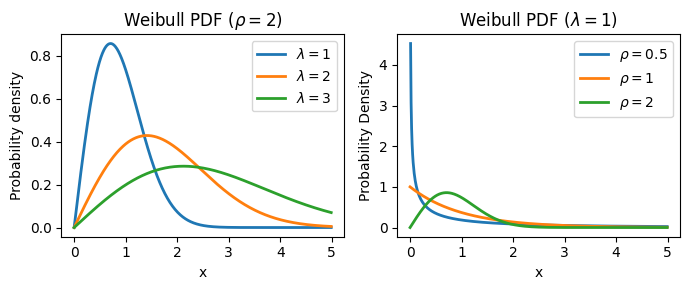 Weibull PDF (ρ = 2)
Probability density
0.8
0.6
0.4
0.2
0.0
0 1 2 3 4 5
x
λ = 1
λ = 2
λ = 3
Weibull PDF (λ = 1)
Probability Density
4
3
2
1
0
0 1 2 3 4 5
x
ρ = 0.5
ρ = 1
ρ = 2